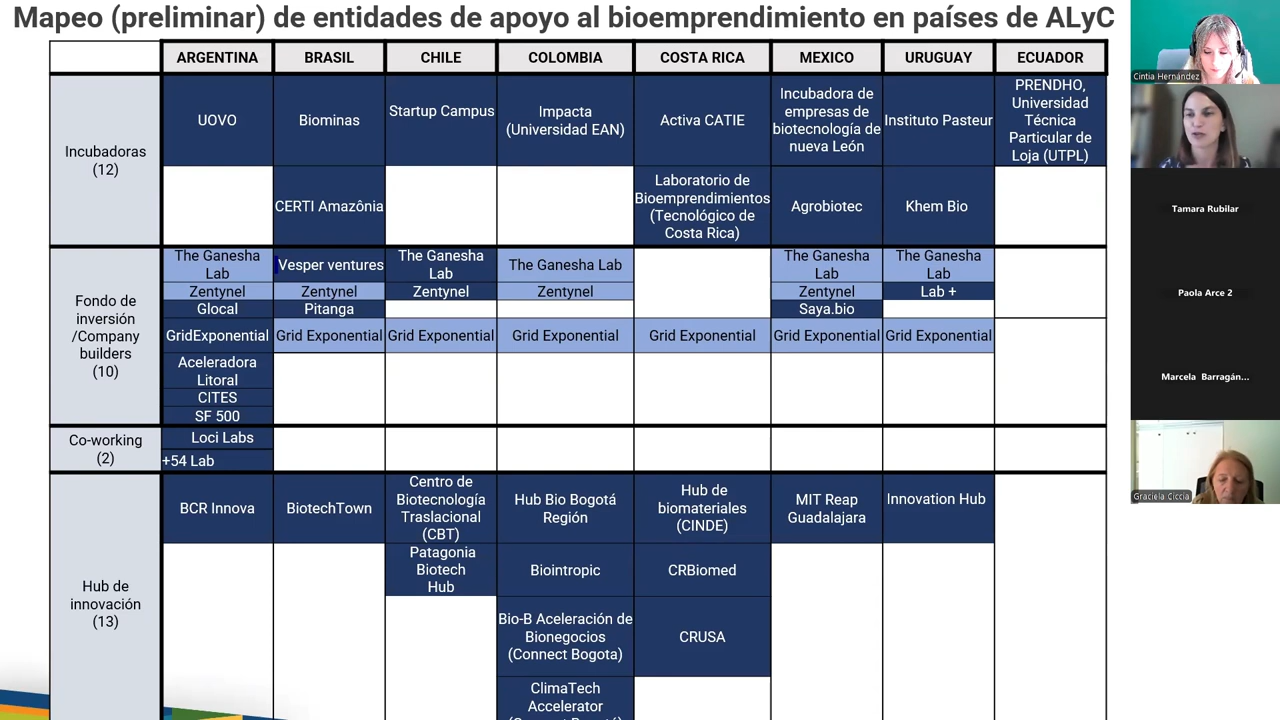 Mapeo (preliminar) de entidades de apoyo al bioemprendimiento en países de ALyC
ARGENTINA
BRASIL
CHILE
COLOMBIA
COSTA RICA
MEXICO
URUGUAY
ECUADOR
Incubadoras
(12)
UOVO
Biominas
Startup Campus
Impacta
(Universidad EAN)
Activa CATIE
Incubadora de
empresas de
biotecnología de
nueva León
Instituto Pasteur
PRENDHO,
Universidad
Técnica
Particular de
Loja (UTPL)
CERTI Amazônia
Laboratorio de
Bioemprendimientos
(Tecnológico de
Costa Rica)
Agrobiotec
Khem Bio
Fondo de
inversión
/Company
builders
(10)
The Ganesha
Lab
Vesper ventures
The Ganesha
Lab
The Ganesha Lab
The Ganesha
Lab
The Ganesha
Lab
Zentynel
Zentynel
Zentynel
Zentynel
Zentynel
Lab +
Glocal
Pitanga
Saya.bio
GridExponential
Grid Exponential
Grid Exponential
Grid Exponential
Grid Exponential
Grid Exponential
Grid Exponential
Aceleradora
Litoral
CITES
SF 500
Co-working
(2)
Loci Labs
+54 Lab
Hub de
innovación
(13)
BCR Innova
BiotechTown
Centro de
Biotecnología
Traslacional
(CBT)
Hub Bio Bogotá
Región
Hub de
biomateriales
(CINDE)
MIT Reap
Guadalajara
Innovation Hub
Patagonia
Biotech
Hub
Biointropic
CRBiomed
Bio-B Aceleración de
Bionegocios
(Connect Bogota)
CRUSA
ClimaTech
Accelerator
Cintia Hernández
Tamara Rubilar
Paola Arce 2
Marcela Barragán...
Graciela Ciccia